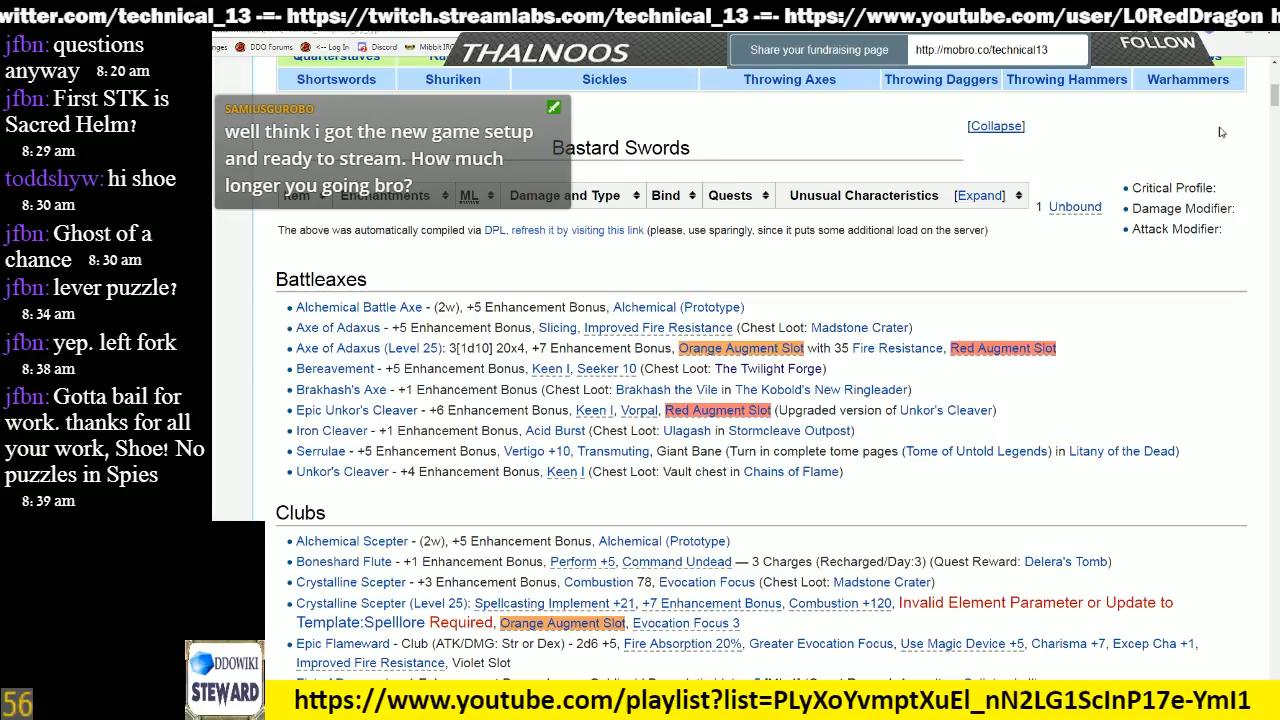 witter.com/technical_13 -=- https://twitch.streamlabs.com/technical_13 -=- https://www.youtube.com/user/L0RedDragon
jfbn: questions
anyway 8:20 am
jfbn: First STK is
Sacred Helm?
8:29 am
toddshyw: hi shoe
8:30 am
jfbn: Ghost of a
chance 8:30 am
jfbn: lever puzzle?
8:34 am
jfbn: yep. left fork
8:38 am
jfbn: Gotta bail for
work. thanks for all
your work, Shoe! No
puzzles in Spies
8:39 am
DDO Forums <-- Log In Discord Mibbit
THALNOOS
Share your fundraising page http://mobro.co/technical13
FOLLOW
Shortswords Shuriken Sickles Throwing Axes Throwing Daggers Throwing Hammers Warhammers
SAMIUSGUROBO
well think i got the new game setup
and ready to stream. How much
longer you going bro?
[Collapse]
Bastard Swords
Item Enchantments ML Damage and Type Bind Quests Unusual Characteristics [Expand]
1 Unbound
Critical Profile:
Damage Modifier:
Attack Modifier:
The above was automatically compiled via DPL, refresh it by visiting this link (please, use sparingly, since it puts some additional load on the server)
Battleaxes
Alchemical Battle Axe - (2w), +5 Enhancement Bonus, Alchemical (Prototype)
Axe of Adaxus - +5 Enhancement Bonus, Slicing, Improved Fire Resistance (Chest Loot: Madstone Crater)
Axe of Adaxus (Level 25): 3[1d10] 20x4, +7 Enhancement Bonus, Orange Augment Slot with 35 Fire Resistance, Red Augment Slot
Bereavement - +5 Enhancement Bonus, Keen I, Seeker 10 (Chest Loot: The Twilight Forge)
Brakhash's Axe - +1 Enhancement Bonus (Chest Loot: Brakhash the Vile in The Kobold's New Ringleader)
Epic Unkor's Cleaver - +6 Enhancement Bonus, Keen I, Vorpal, Red Augment Slot (Upgraded version of Unkor's Cleaver)
Iron Cleaver - +1 Enhancement Bonus, Acid Burst (Chest Loot: Ulagash in Stormcleave Outpost)
Serrulae - +5 Enhancement Bonus, Vertigo +10, Transmuting, Giant Bane (Turn in complete tome pages (Tome of Untold Legends) in Litany of the Dead)
Unkor's Cleaver - +4 Enhancement Bonus, Keen I (Chest Loot: Vault chest in Chains of Flame)
Clubs
Alchemical Scepter - (2w), +5 Enhancement Bonus, Alchemical (Prototype)
Boneshard Flute - +1 Enhancement Bonus, Perform +5, Command Undead — 3 Charges (Recharged/Day:3) (Quest Reward: Delera's Tomb)
Crystalline Scepter - +3 Enhancement Bonus, Combustion 78, Evocation Focus (Chest Loot: Madstone Crater)
Crystalline Scepter (Level 25): Spellcasting Implement +21, +7 Enhancement Bonus, Combustion +120, Invalid Element Parameter or Update to
Template:Spelllore Required, Orange Augment Slot, Evocation Focus 3
Epic Flameward - Club (ATK/DMG: Str or Dex) - 2d6 +5, Fire Absorption 20%, Greater Evocation Focus, Use Magic Device +5, Charisma +7, Excep Cha +1,
Improved Fire Resistance, Violet Slot
DDOWIKI
STEWARD
56
https://www.youtube.com/playlist?list=PLyXoYvmptXuEl_nN2LG1ScInP17e-YmI1